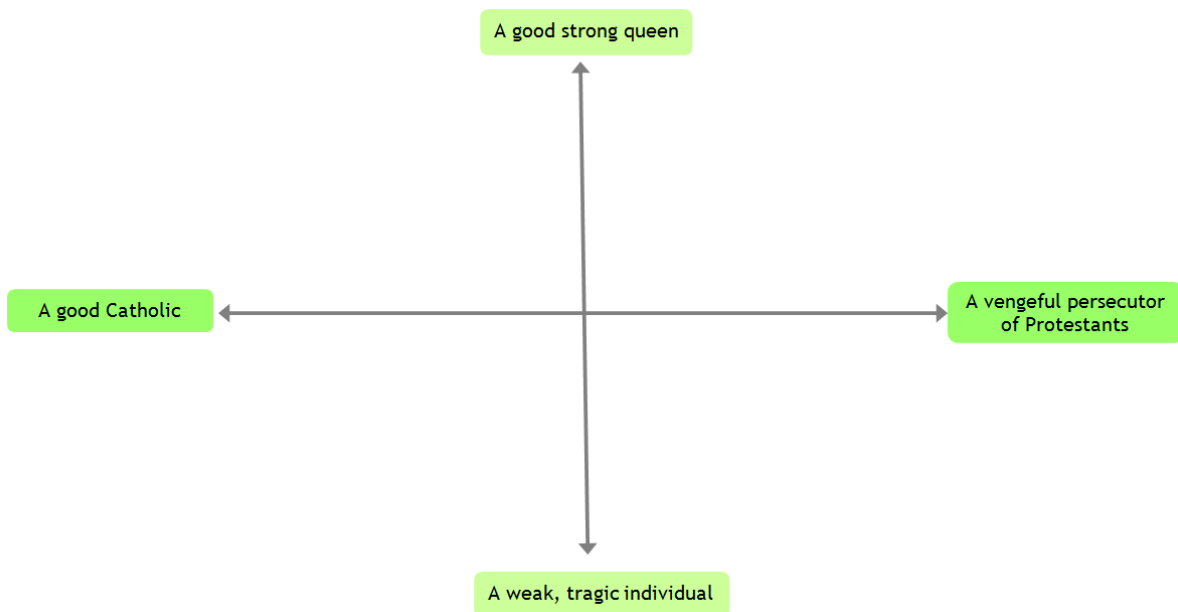 A good strong queen
A good Catholic
A vengeful persecutor
of Protestants
A weak, tragic individual